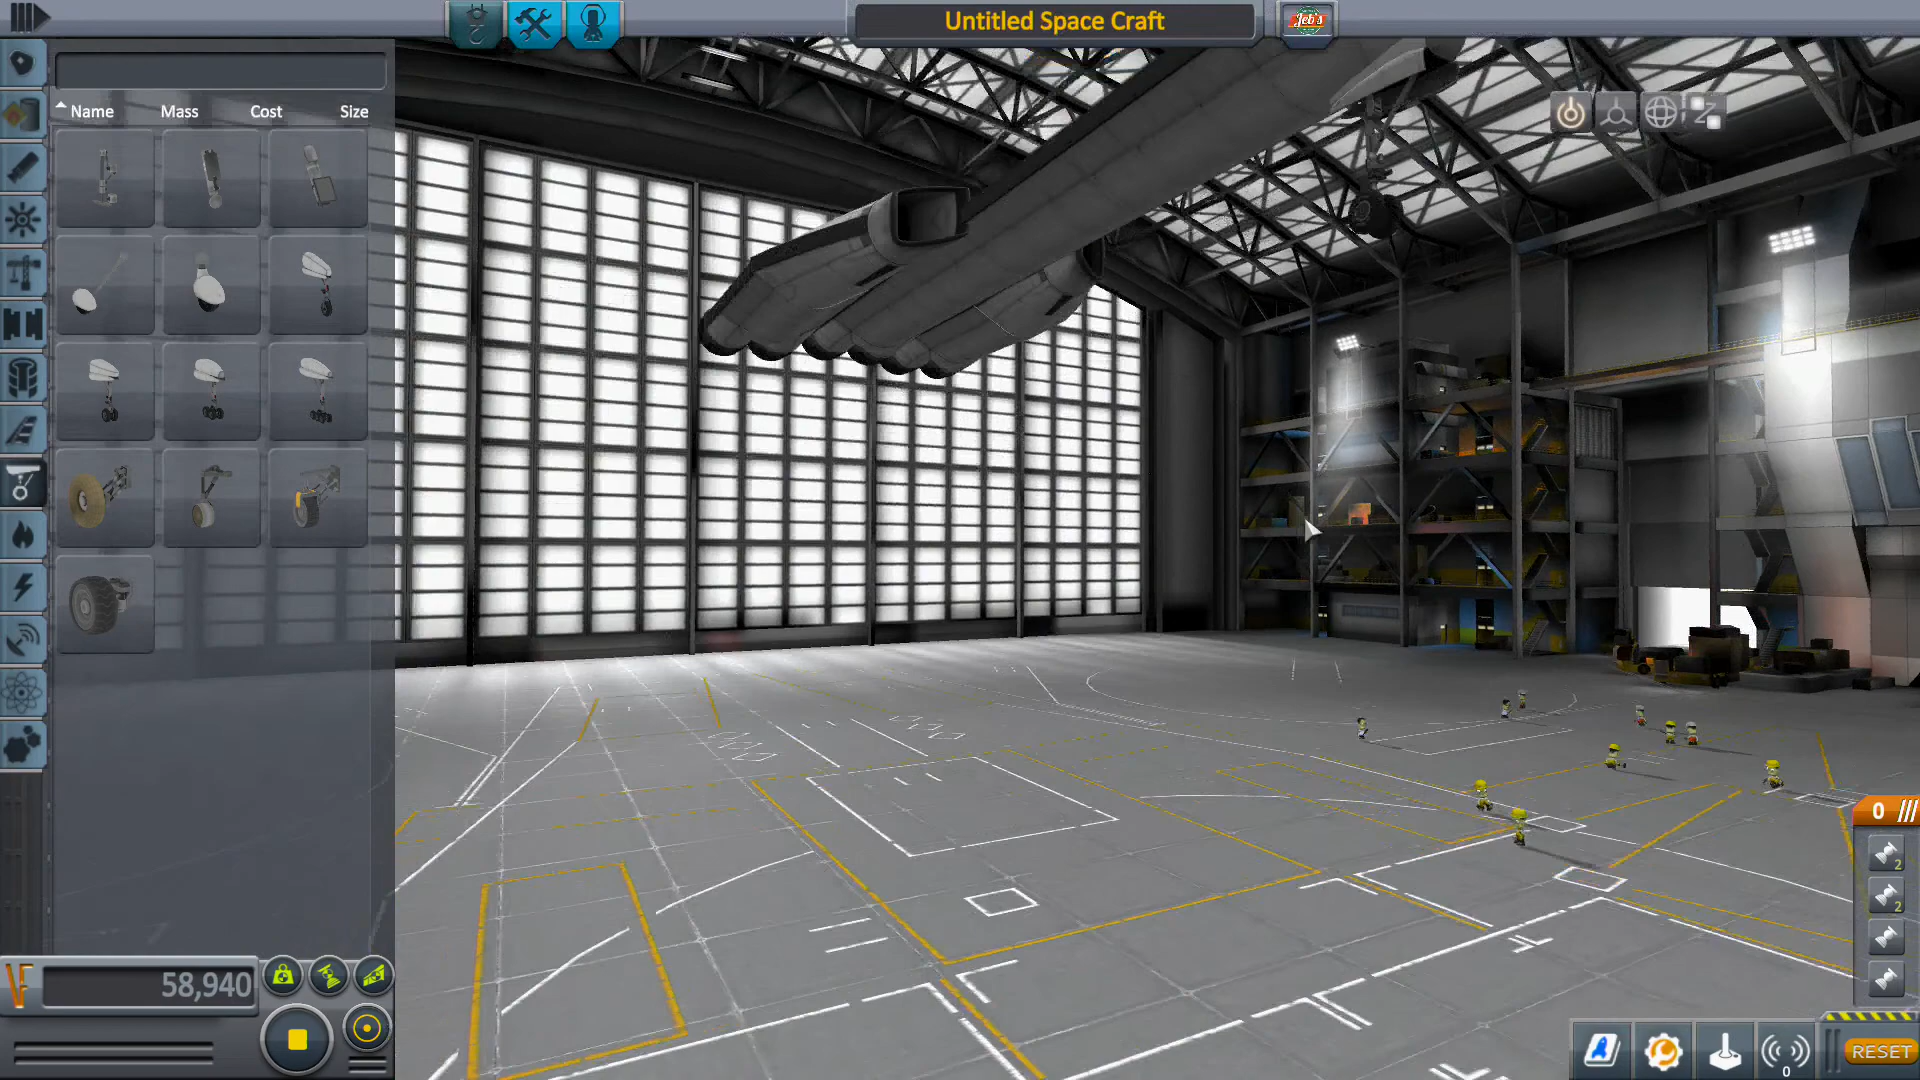 Untitled Space Craft
Jeb's
Name Mass Cost Size
0
2
2
58,940
0
RESET